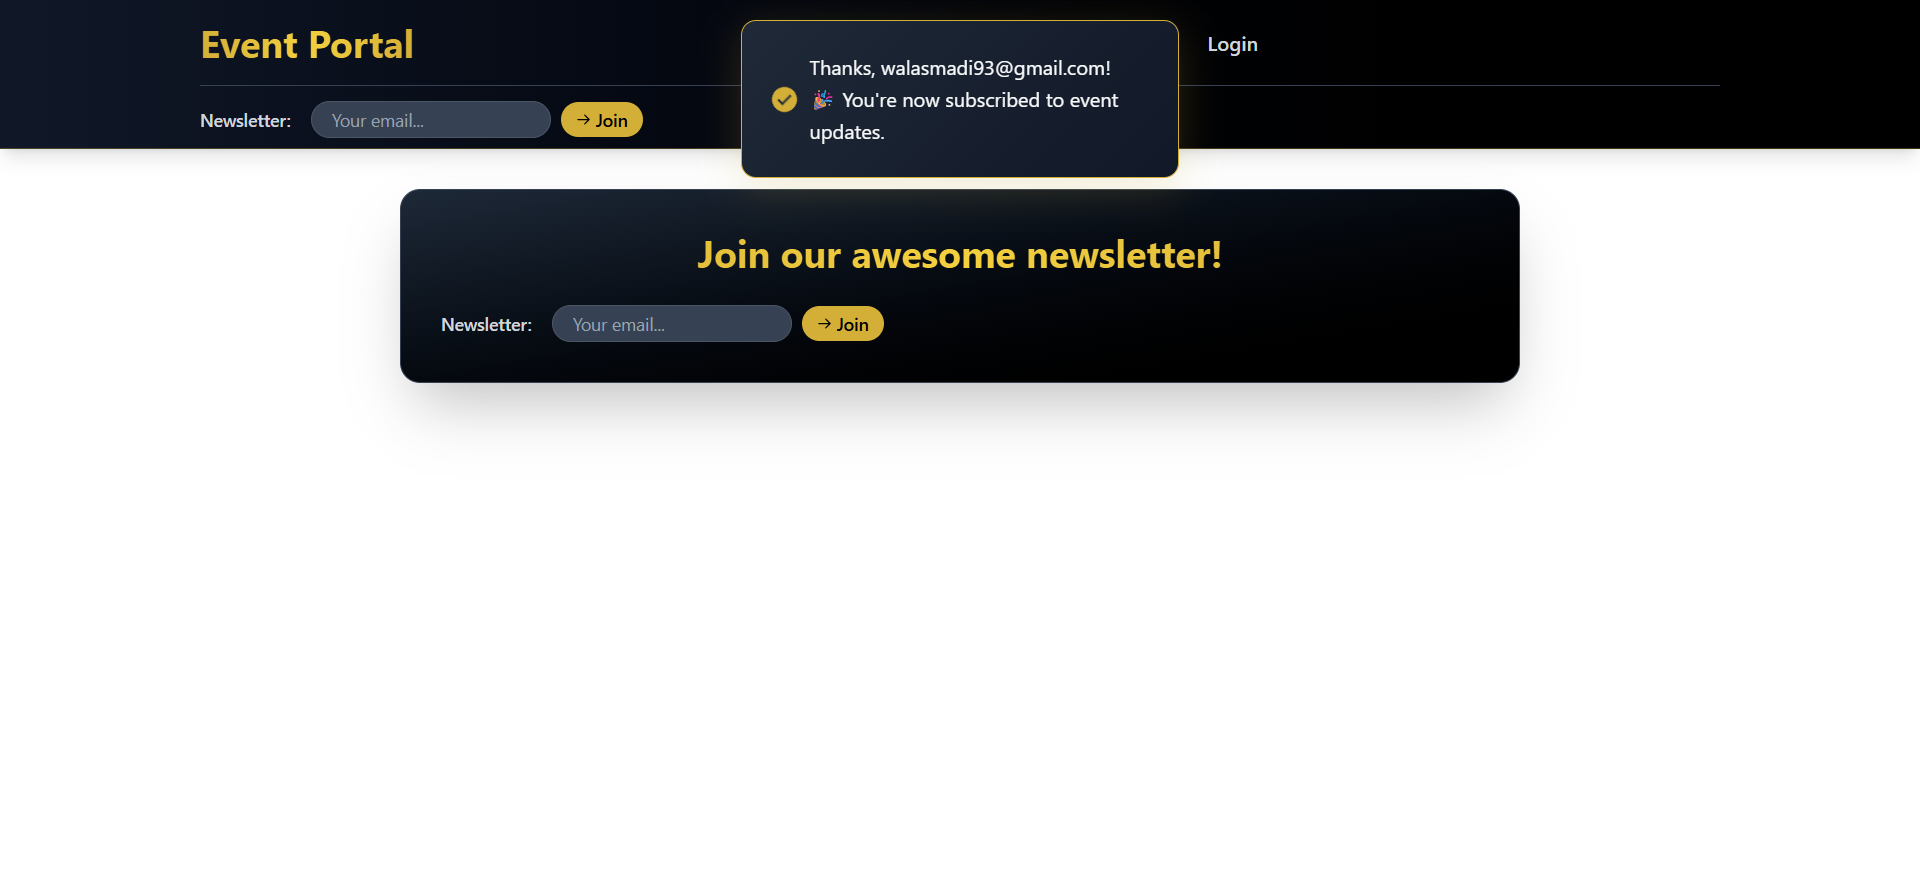 Event Portal
Login
Newsletter:
Your email...
→ Join
Thanks, walasmadi93@gmail.com!
🎉 You're now subscribed to event
updates.
Join our awesome newsletter!
Newsletter:
Your email...
→ Join